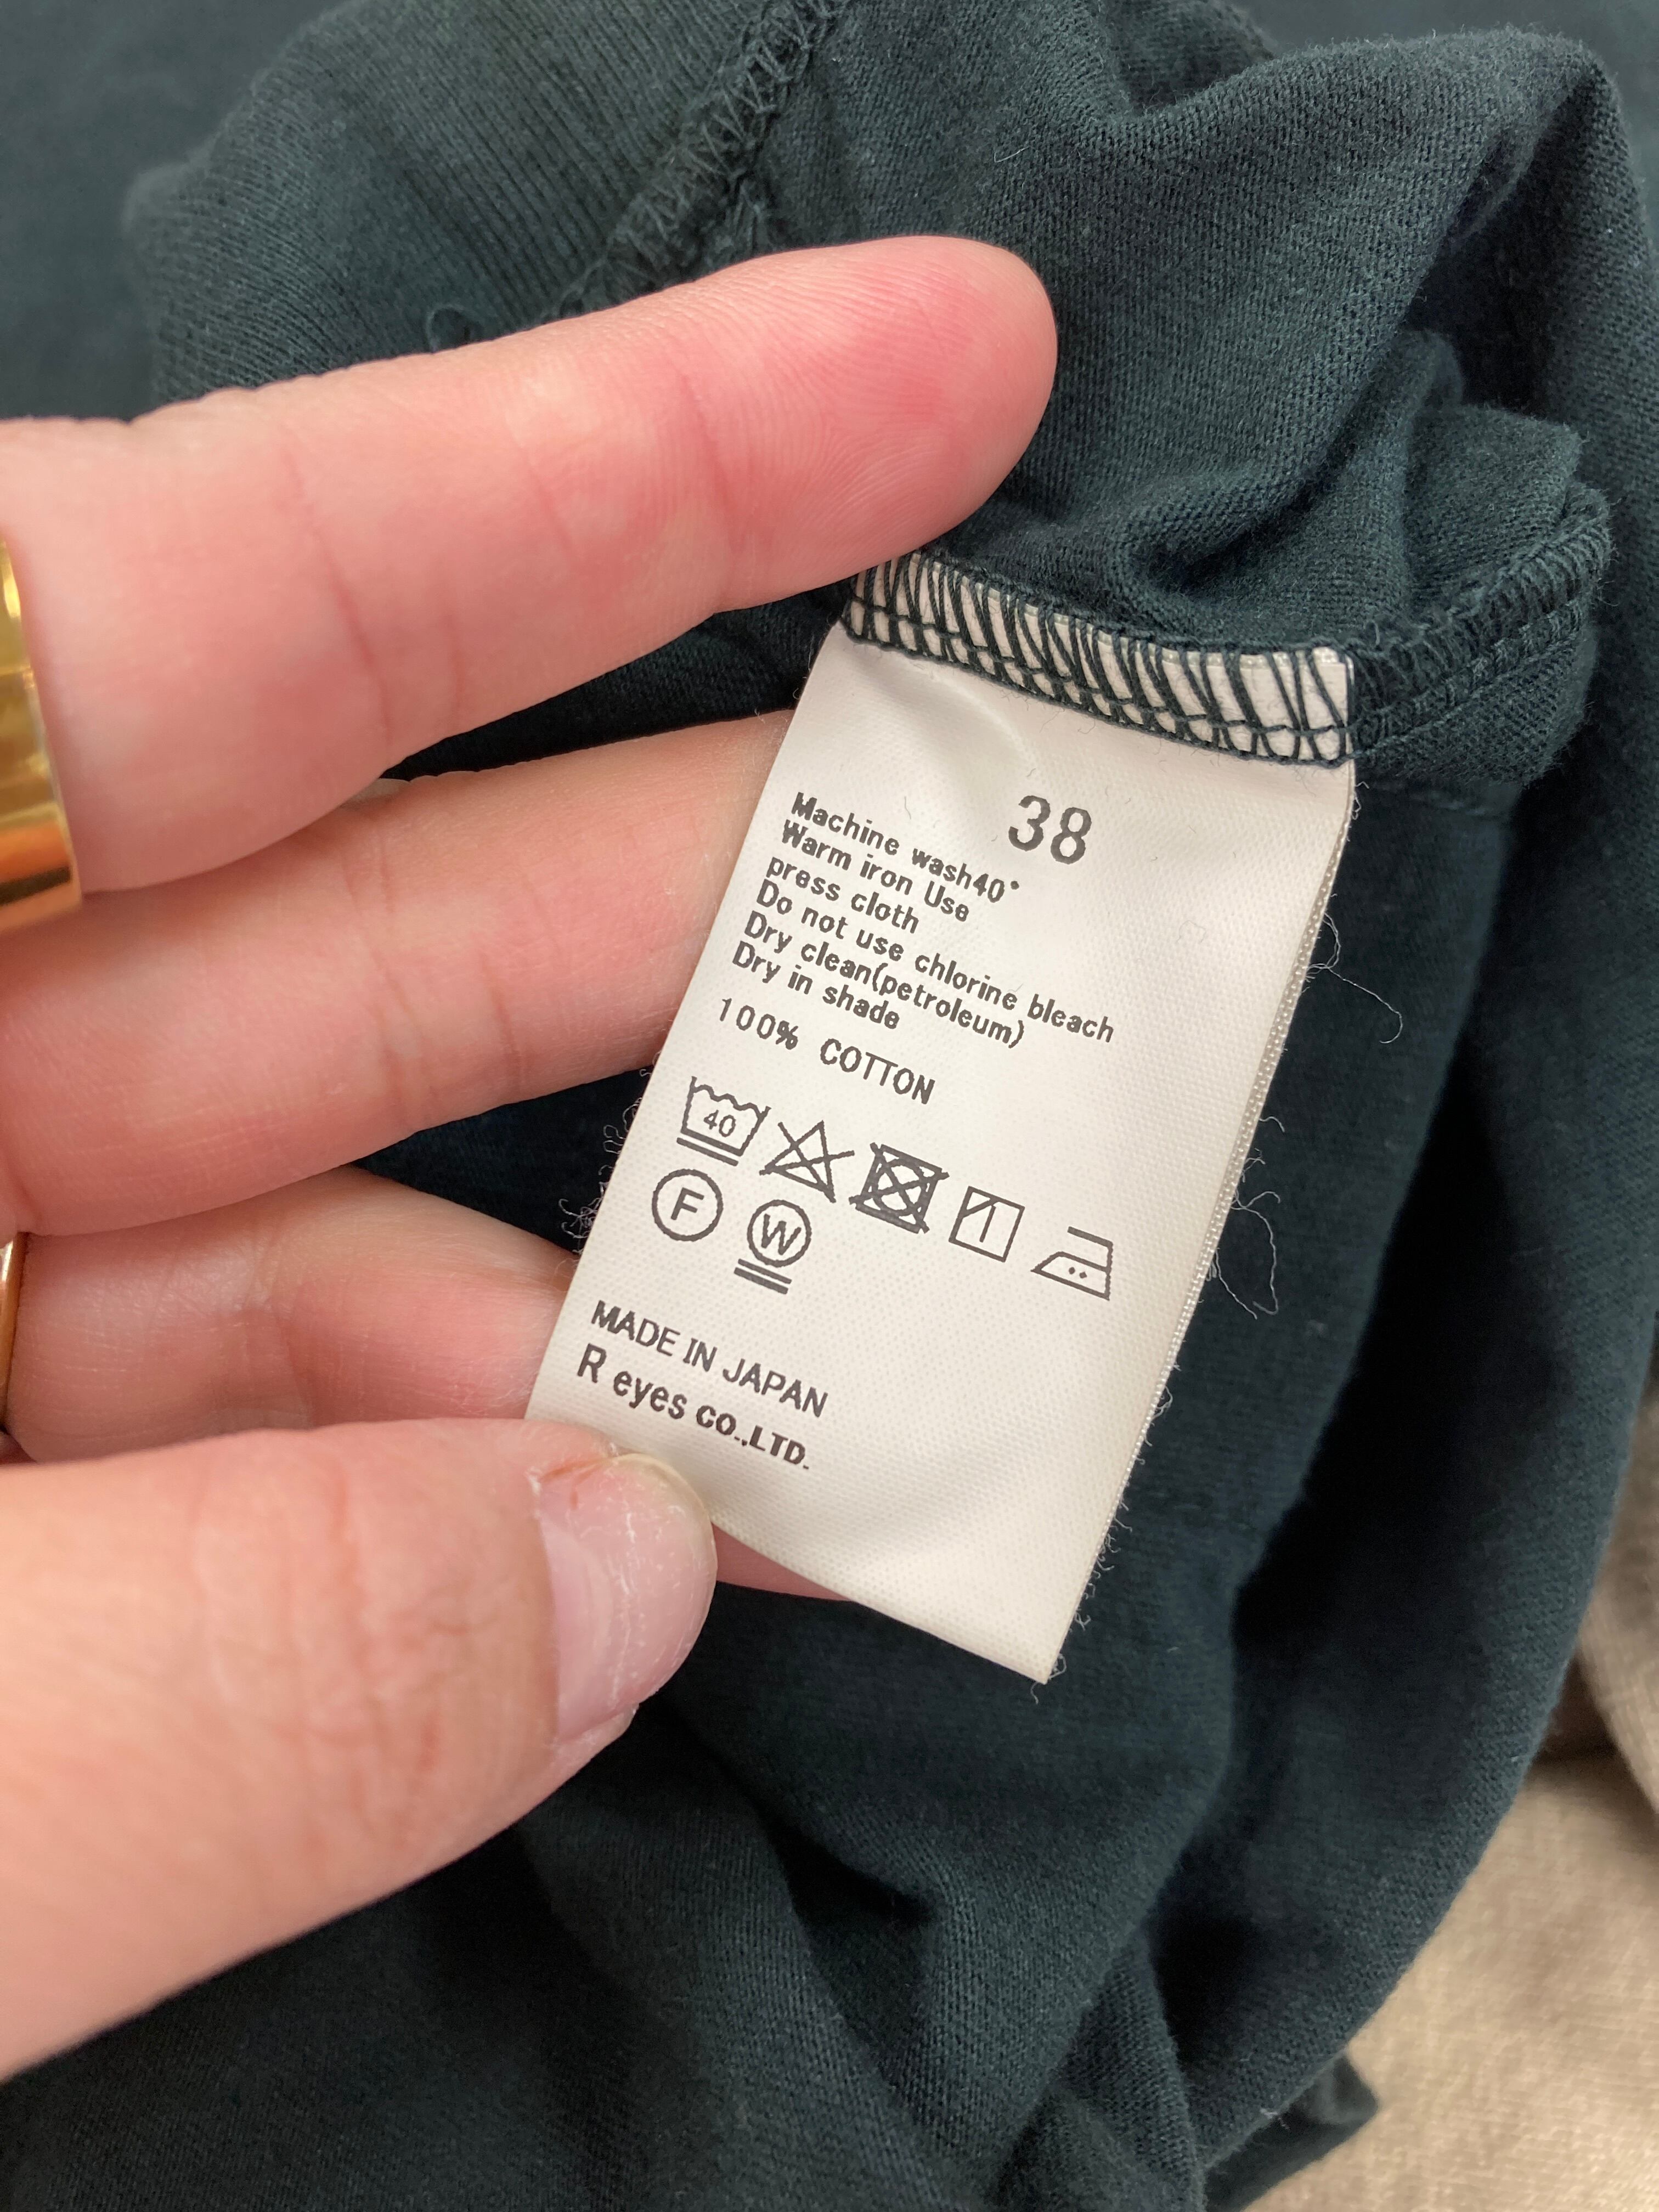 38
Machine wash40°
Warm iron Use
press cloth
Do not use chlorine bleach
Dry clean(petroleum)
Dry in shade
100% COTTON
40
F
W
MADE IN JAPAN
R eyes CO.,LTD.